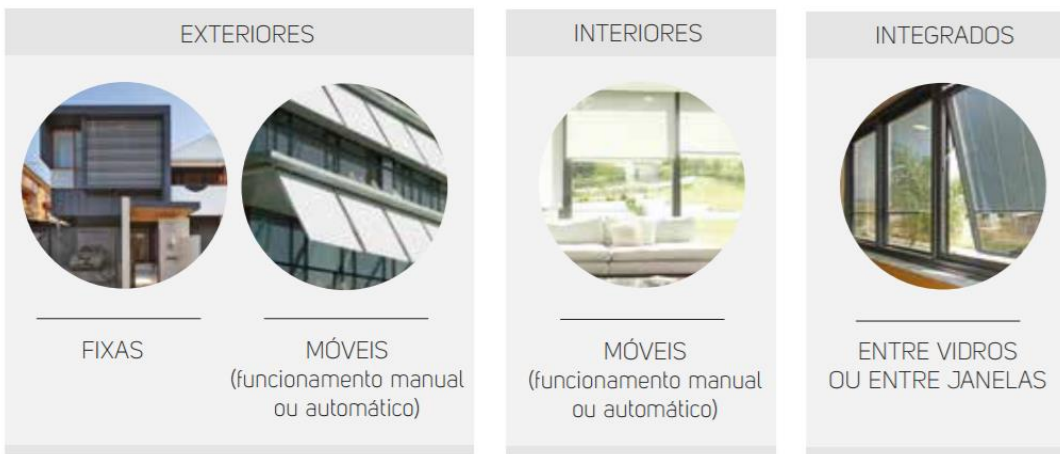 EXTERIORES
FIXAS
MÓVEIS
(funcionamento manual
ou automático)
INTERIORES
MÓVEIS
(funcionamento manual
ou automático)
INTEGRADOS
ENTRE VIDROS
OU ENTRE JANELAS